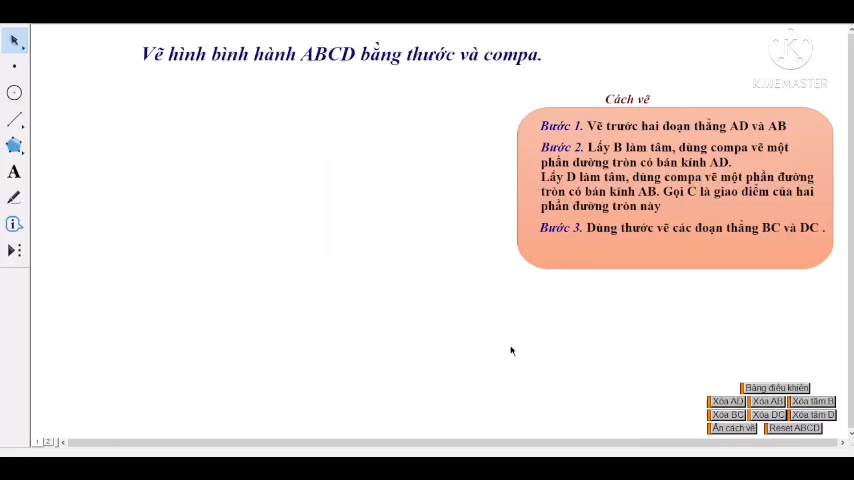 Vẽ hình bình hành ABCD bằng thước và compa.
KINEMASTER
Cách vẽ
Bước 1. Vẽ trước hai đoạn thẳng AD và AB
Bước 2. Lấy B làm tâm, dùng compa vẽ một
phần đường tròn có bán kính AD.
Lấy D làm tâm, dùng compa vẽ một phần đường
tròn có bán kính AB. Gọi C là giao điểm của hai
phần đường tròn này
Bước 3. Dùng thước vẽ các đoạn thẳng BC và DC .
A
Bảng điều khiển
Xóa AD Xóa AB Xóa tâm B
Xóa BC Xóa DC Xóa tâm D
Ẩn cách vẽ Reset ABCD
1 2